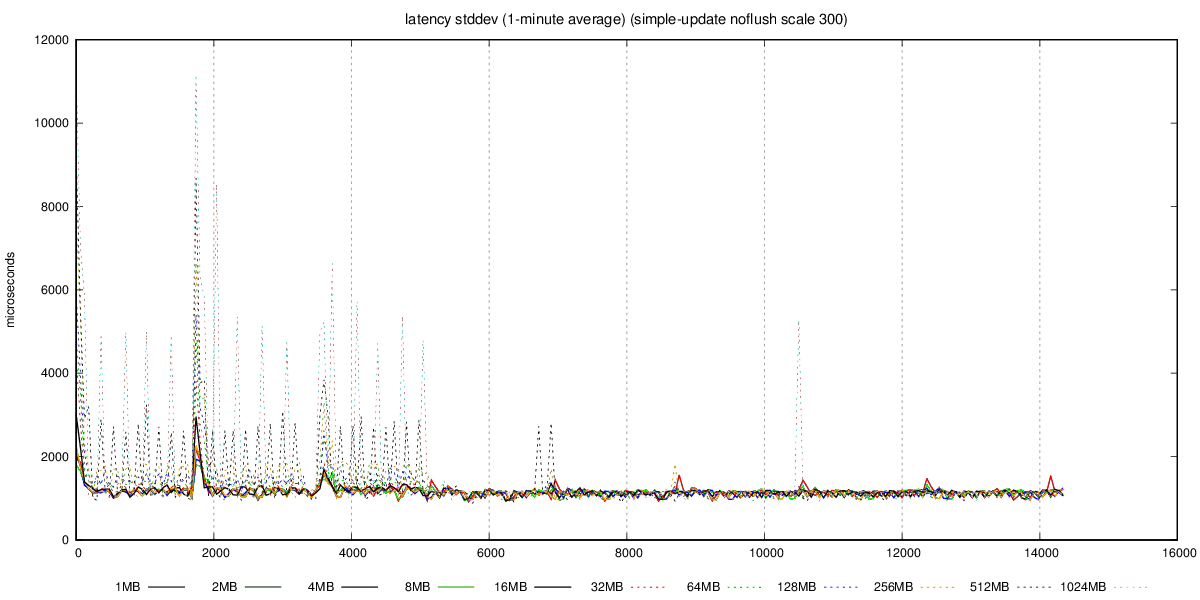 latency stddev (1-minute average) (simple-update noflush scale 300)
12000
10000
8000
6000
4000
2000
0
microseconds
0 2000 4000 6000 8000 10000 12000 14000 16000
1MB 2MB 4MB 8MB 16MB 32MB 64MB 128MB 256MB 512MB 1024MB